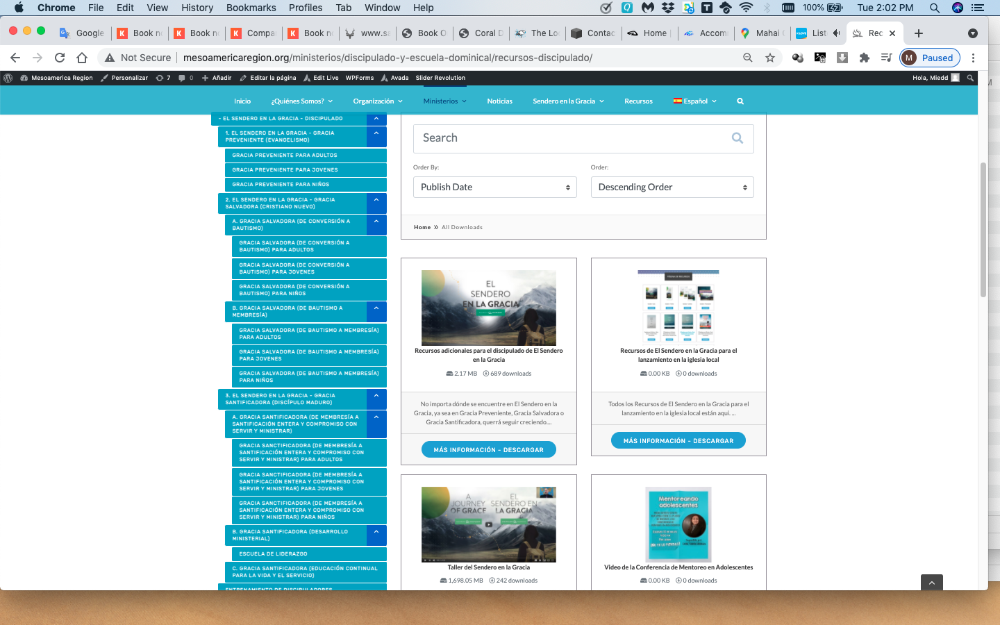 Chrome File Edit View History Bookmarks Profiles Tab Window Help 100% Tue 2:02 PM
Google Book n Book n Compa Book n www.sa Book O Coral D The Lo Contac Home | Accom Mahai List Rec
Not Secure mesoamericaregion.org/ministerios/discipulado-y-escuela-dominical/recursos-discipulado/ M Paused
Mesoamerica Region Personalizar 7 0 Añadir Editar la página Edit Live WPForms Avada Slider Revolution Hola, Miedd
Inicio ¿Quiénes Somos? Organización Ministerios Noticias Sendero en la Gracia Recursos Español
- EL SENDERO EN LA GRACIA - DISCIPULADO
1. EL SENDERO EN LA GRACIA - GRACIA
PREVENIENTE (EVANGELISMO)
GRACIA PREVENIENTE PARA ADULTOS
GRACIA PREVENIENTE PARA JOVENES
GRACIA PREVENIENTE PARA NIÑOS
2. EL SENDERO EN LA GRACIA - GRACIA
SALVADORA (CRISTIANO NUEVO)
A. GRACIA SALVADORA (DE CONVERSIÓN A
BAUTISMO)
GRACIA SALVADORA (DE CONVERSIÓN A
BAUTISMO) PARA ADULTOS
GRACIA SALVADORA (DE CONVERSIÓN A
BAUTISMO) PARA JOVENES
GRACIA SALVADORA (DE CONVERSIÓN A
BAUTISMO) PARA NIÑOS
B. GRACIA SALVADORA (DE BAUTISMO A
MEMBRESÍA)
GRACIA SALVADORA (DE BAUTISMO A MEMBRESÍA)
PARA ADULTOS
GRACIA SALVADORA (DE BAUTISMO A MEMBRESÍA)
PARA JOVENES
GRACIA SALVADORA (DE BAUTISMO A MEMBRESÍA)
PARA NIÑOS
3. EL SENDERO EN LA GRACIA - GRACIA
SANTIFICADORA (DISCÍPULO MADURO)
A. GRACIA SANTIFICADORA (DE MEMBRESÍA A
SANTIFICACIÓN ENTERA Y COMPROMISO CON
SERVIR Y MINISTRAR)
GRACIA SANCTIFICADORA (DE MEMBRESÍA A
SANTIFICACIÓN ENTERA Y COMPROMISO CON
SERVIR Y MINISTRAR) PARA ADULTOS
GRACIA SANCTIFICADORA (DE MEMBRESÍA A
SANTIFICACIÓN ENTERA Y COMPROMISO CON
SERVIR Y MINISTRAR) PARA JOVENES
GRACIA SANCTIFICADORA (DE MEMBRESÍA A
SANTIFICACIÓN ENTERA Y COMPROMISO CON
SERVIR Y MINISTRAR) PARA NIÑOS
B. GRACIA SANTIFICADORA (DESARROLLO
MINISTERIAL)
ESCUELA DE LIDERAZGO
C. GRACIA SANTIFICADORA (EDUCACIÓN CONTINUAL
PARA LA VIDA Y EL SERVICIO)
ENTRENAMIENTO DE DISCIPULADORES
Search
Order By: Order:
Publish Date Descending Order
Home » All Downloads
EL
SENDERO
EN LA GRACIA
Recursos adicionales para el discipulado de El Sendero
en la Gracia
2.17 MB 689 downloads
No importa dónde se encuentre en El Sendero en la
Gracia, ya sea en Gracia Preveniente, Gracia Salvadora o
Gracia Santificadora, querrá seguir creciendo....
MÁS INFORMACIÓN - DESCARGAR
Recursos de El Sendero en la Gracia para el
lanzamiento en la iglesia local
0.00 KB 0 downloads
Todos los Recursos de El Sendero en la Gracia para el
lanzamiento en la iglesia local están aquí. ...
MÁS INFORMACIÓN - DESCARGAR
A JOURNEY OF GRACE
EL SENDERO EN LA GRACIA
Taller del Sendero en la Gracia
1,698.05 MB 242 downloads
Mentoreando
adolescentes
Video de la Conferencia de Mentoreo en Adolescentes
0.00 KB 0 downloads